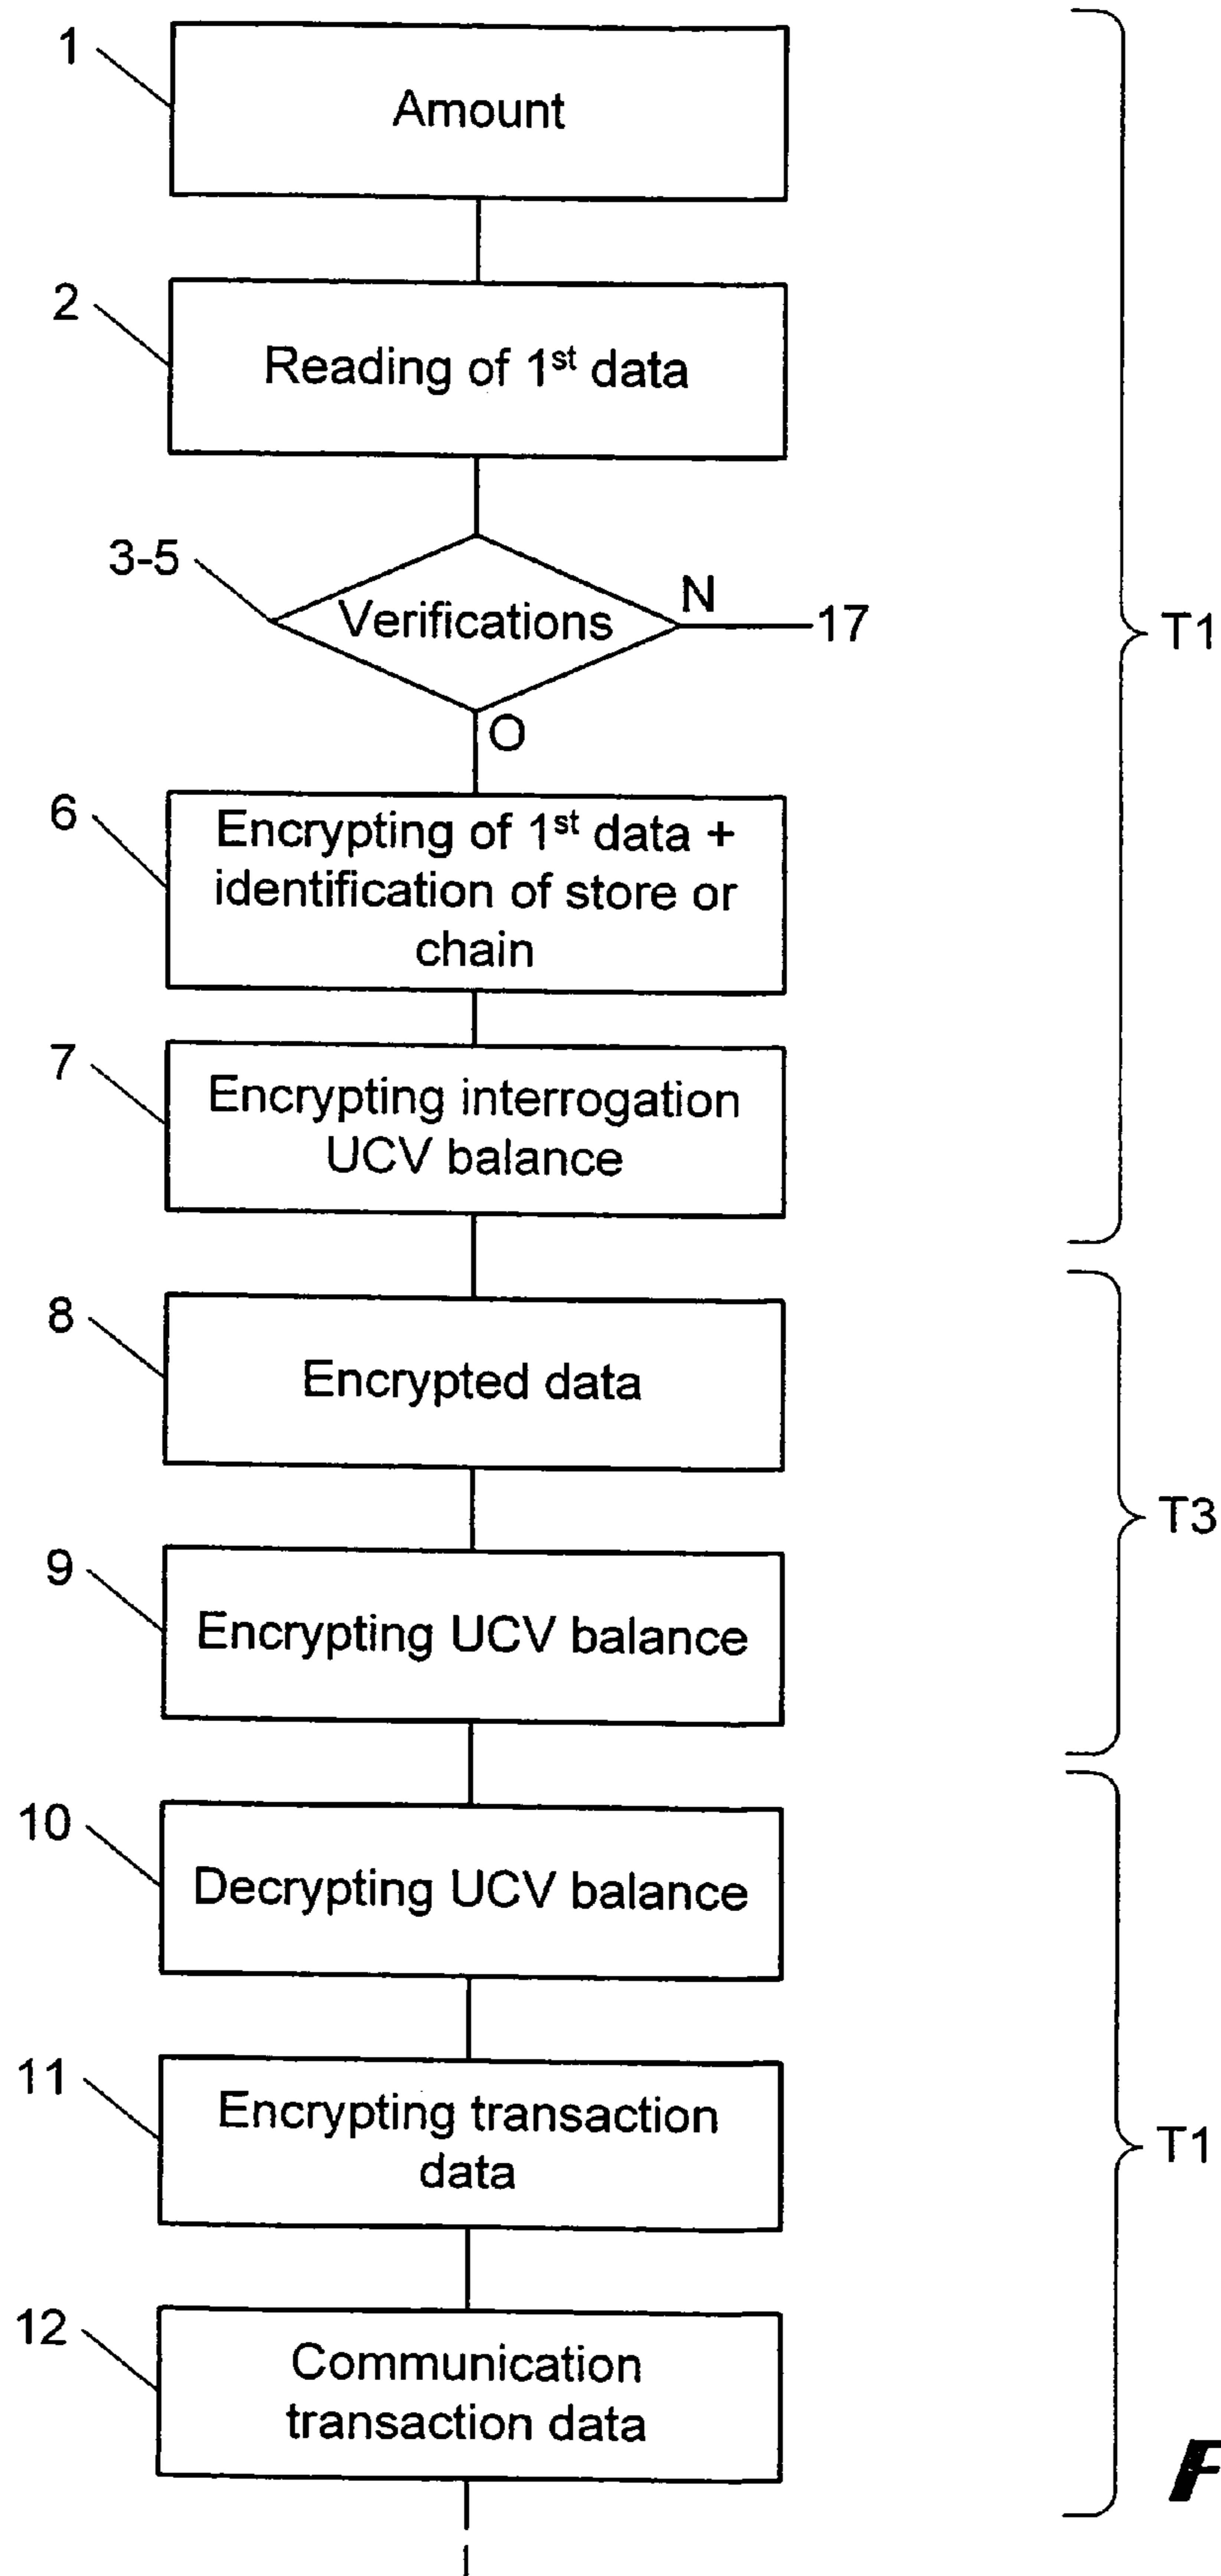 1
Amount
2
Reading of 1st data
3-5
Verifications
N
17
T1
O
6
Encrypting of 1st data +
identification of store or
chain
7
Encrypting interrogation
UCV balance
8
Encrypted data
T3
9
Encrypting UCV balance
10
Decrypting UCV balance
11
Encrypting transaction
data
T1
12
Communication
transaction data